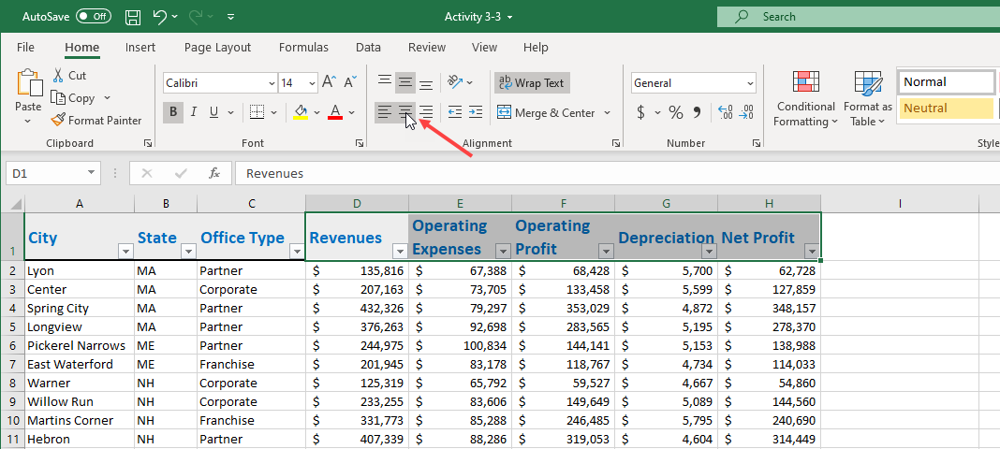 AutoSave Off Activity 3-3 Search
File Home Insert Page Layout Formulas Data Review View Help
Paste Cut Copy Format Painter
Calibri 14 A A
B I U A
ab c Wrap Text
Merge & Center
General
$ % 9 .00 .00 .0
Conditional Formatting Format as Table
Normal
Neutral
Clipboard Font Alignment Number Style
D1 fx Revenues
A B C D E F G H I
1 City State Office Type Revenues Operating Expenses Operating Profit Depreciation Net Profit
2 Lyon MA Partner $ 135,816 $ 67,388 $ 68,428 $ 5,700 $ 62,728
3 Center MA Corporate $ 207,163 $ 73,705 $ 133,458 $ 5,599 $ 127,859
4 Spring City MA Partner $ 432,326 $ 79,297 $ 353,029 $ 4,872 $ 348,157
5 Longview MA Partner $ 376,263 $ 92,698 $ 283,565 $ 5,195 $ 278,370
6 Pickerel Narrows ME Partner $ 244,975 $ 100,834 $ 144,141 $ 5,153 $ 138,988
7 East Waterford ME Franchise $ 201,945 $ 83,178 $ 118,767 $ 4,734 $ 114,033
8 Warner NH Corporate $ 125,319 $ 65,792 $ 59,527 $ 4,667 $ 54,860
9 Willow Run NH Corporate $ 233,255 $ 83,606 $ 149,649 $ 5,089 $ 144,560
10 Martins Corner NH Franchise $ 331,773 $ 85,288 $ 246,485 $ 5,795 $ 240,690
11 Hebron NH Partner $ 407,339 $ 88,286 $ 319,053 $ 4,604 $ 314,449